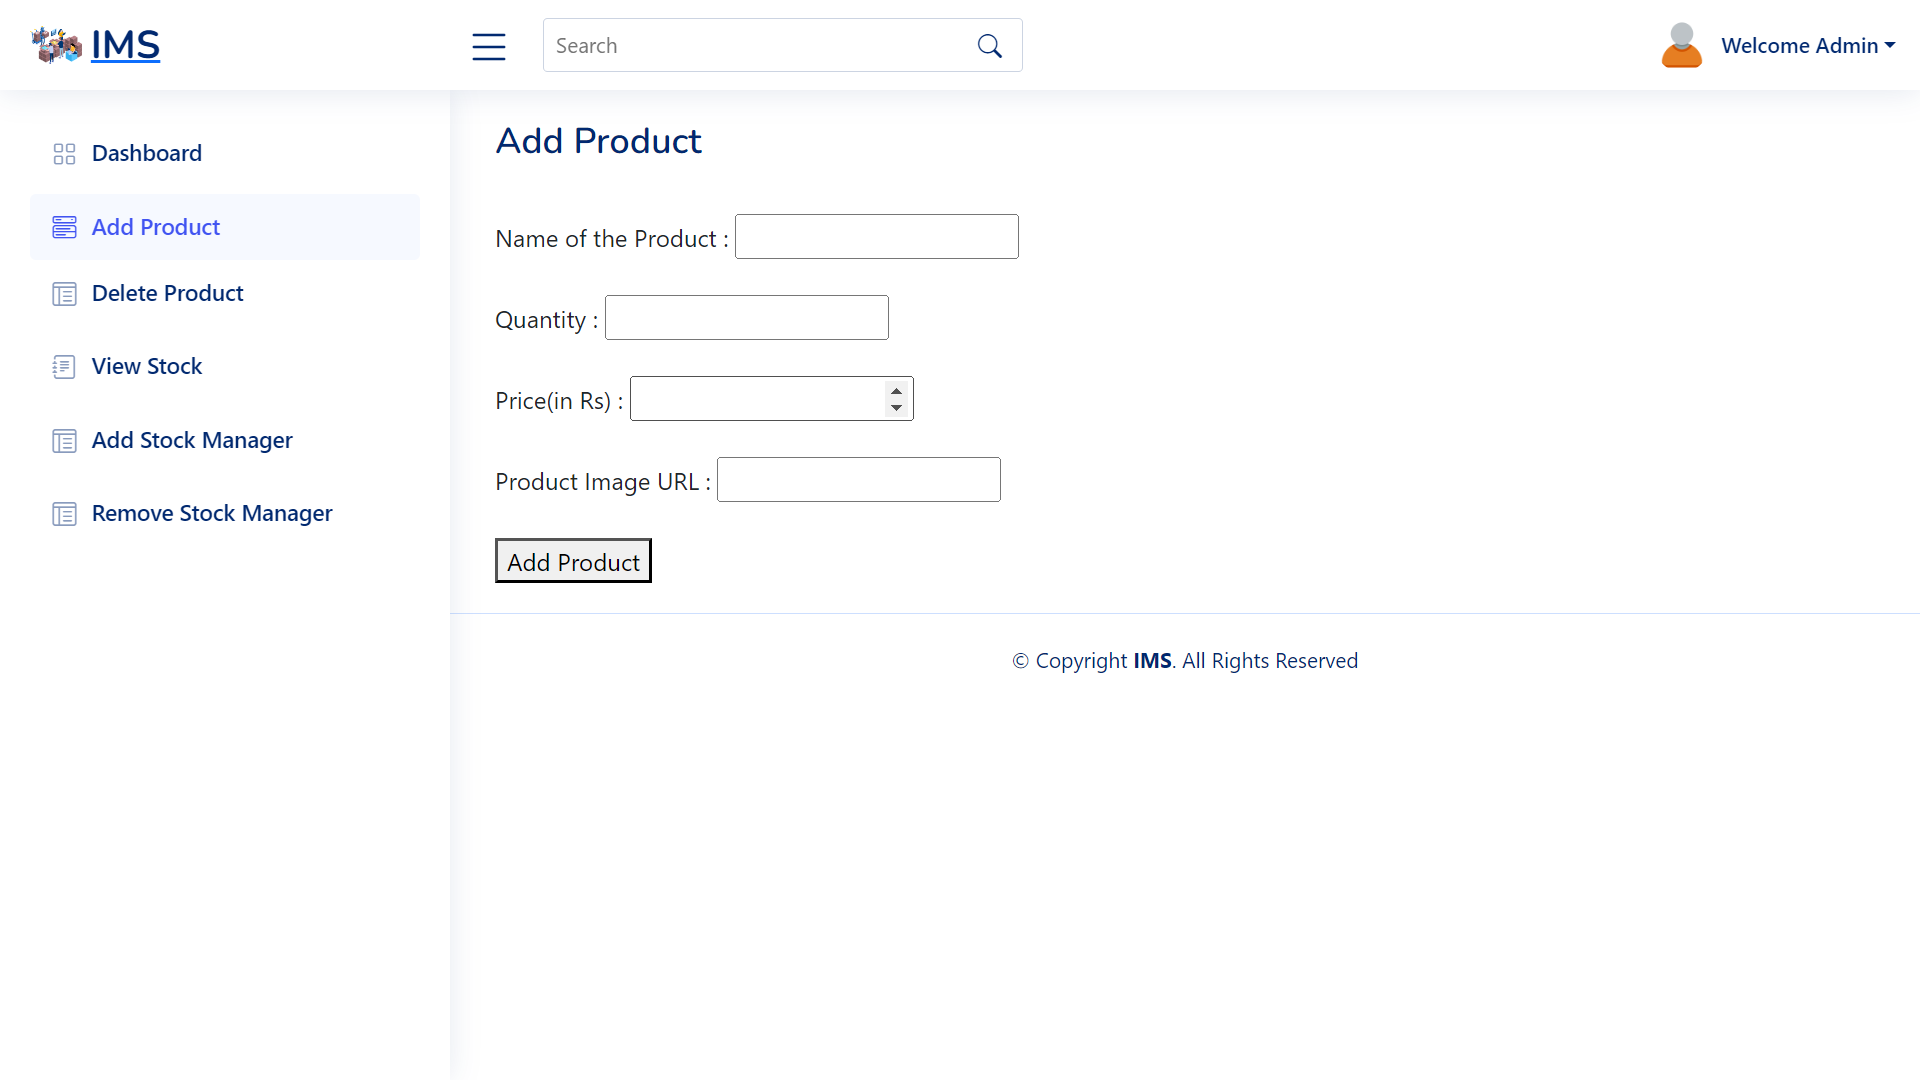 IMS
Search
Welcome Admin
Dashboard
Add Product
Delete Product
View Stock
Add Stock Manager
Remove Stock Manager
Add Product
Name of the Product :
Quantity :
Price(in Rs) :
Product Image URL :
Add Product
© Copyright IMS. All Rights Reserved